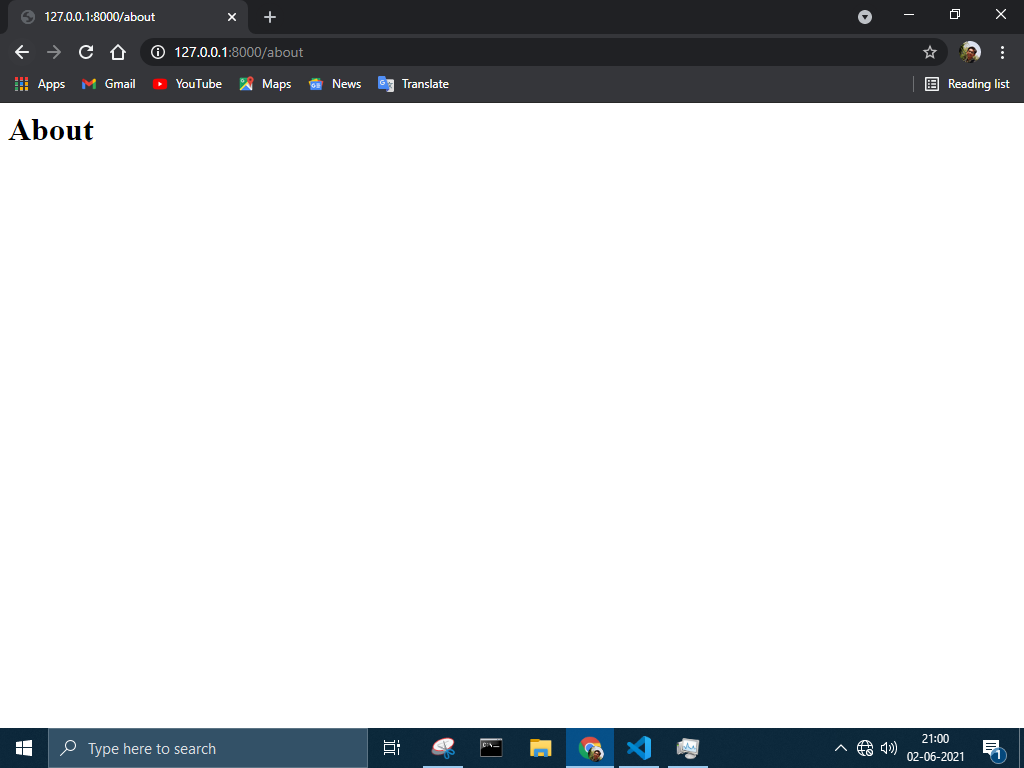 127.0.0.1:8000/about
127.0.0.1:8000/about
Apps Gmail YouTube Maps News Translate Reading list
About
Type here to search
21:00
02-06-2021
1